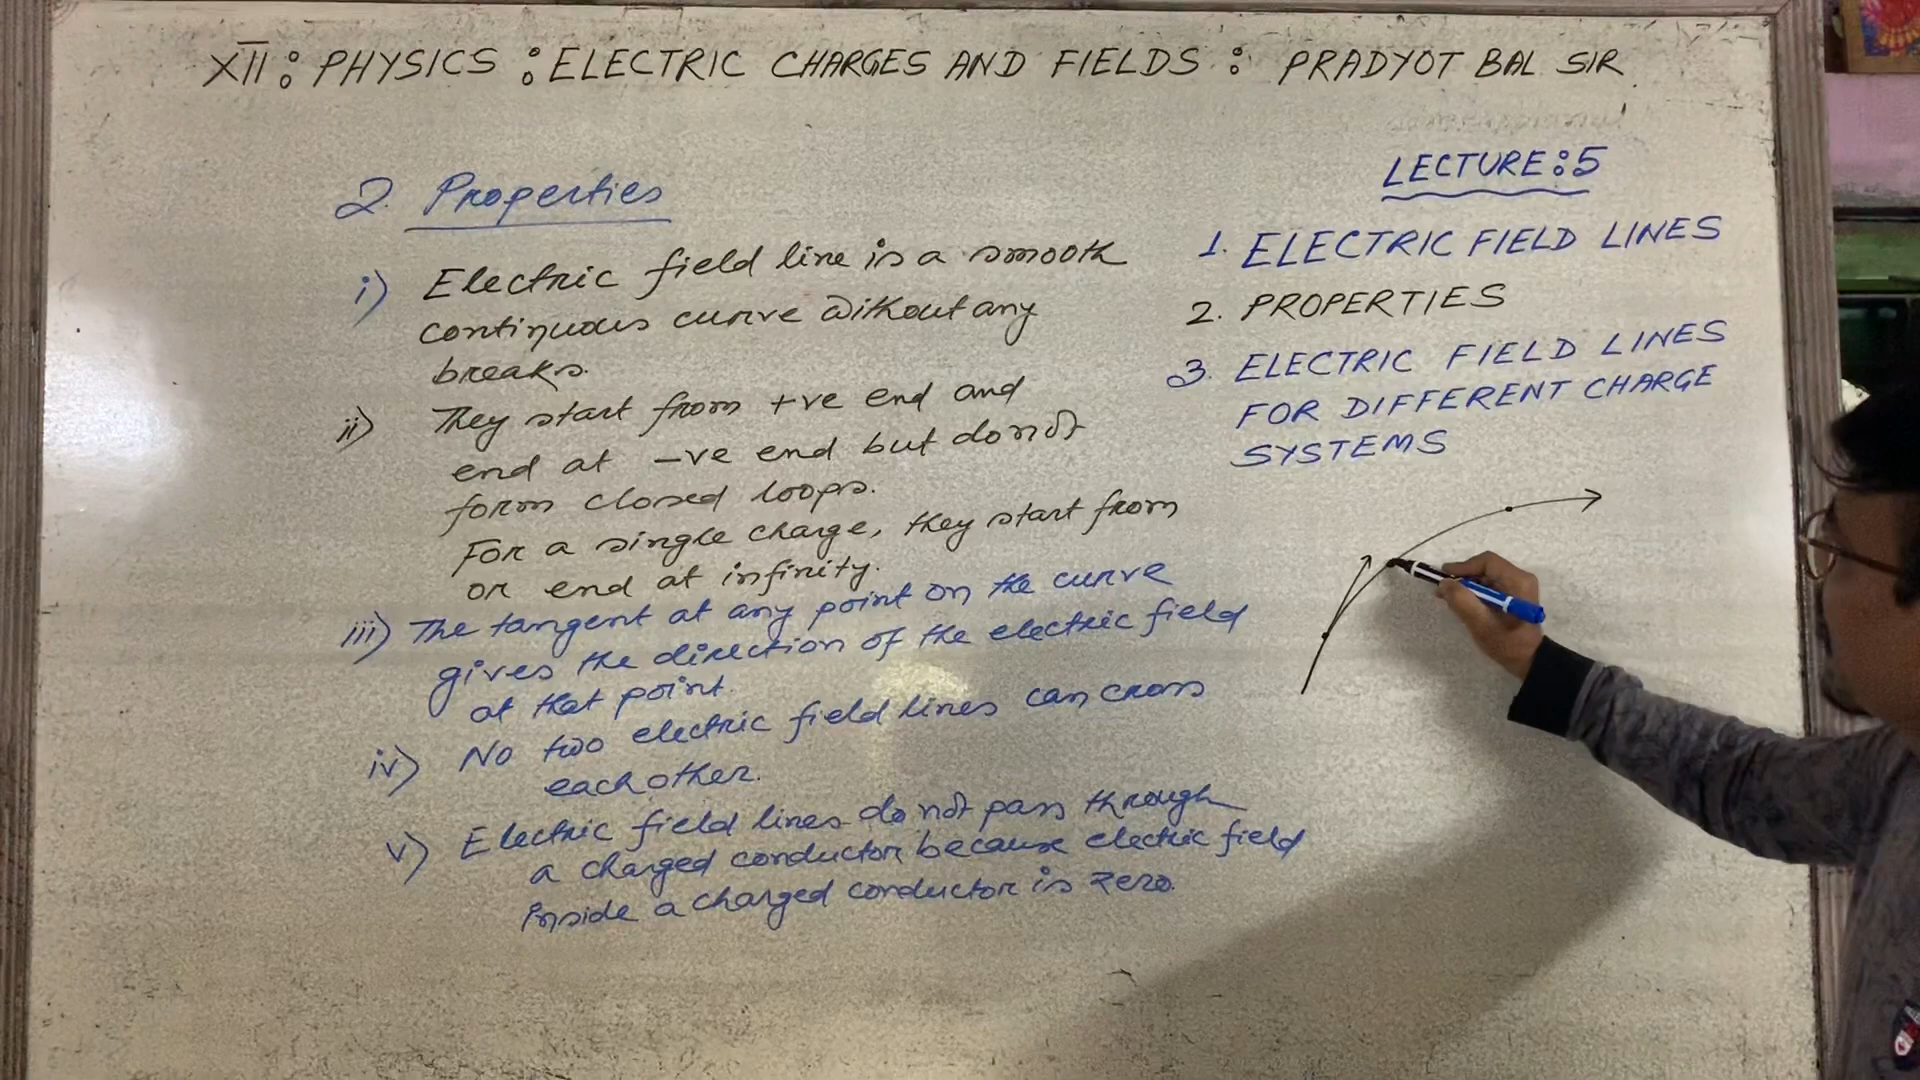 XII : PHYSICS : ELECTRIC CHARGES AND FIELDS : PRADYOT BAL SIR
2. Properties
i) Electric field line is a smooth
continuous curve without any
breaks.
ii) They start from +ve end and
end at -ve end but do not
form closed loops.
For a single charge, they start from
or end at infinity.
iii) The tangent at any point on the curve
gives the direction of the electric field
at that point.
iv) No two electric field lines can cross
each other.
v) Electric field lines do not pass through
a charged conductor because electric field
inside a charged conductor is zero.
LECTURE : 5
1. ELECTRIC FIELD LINES
2. PROPERTIES
3. ELECTRIC FIELD LINES
FOR DIFFERENT CHARGE
SYSTEMS